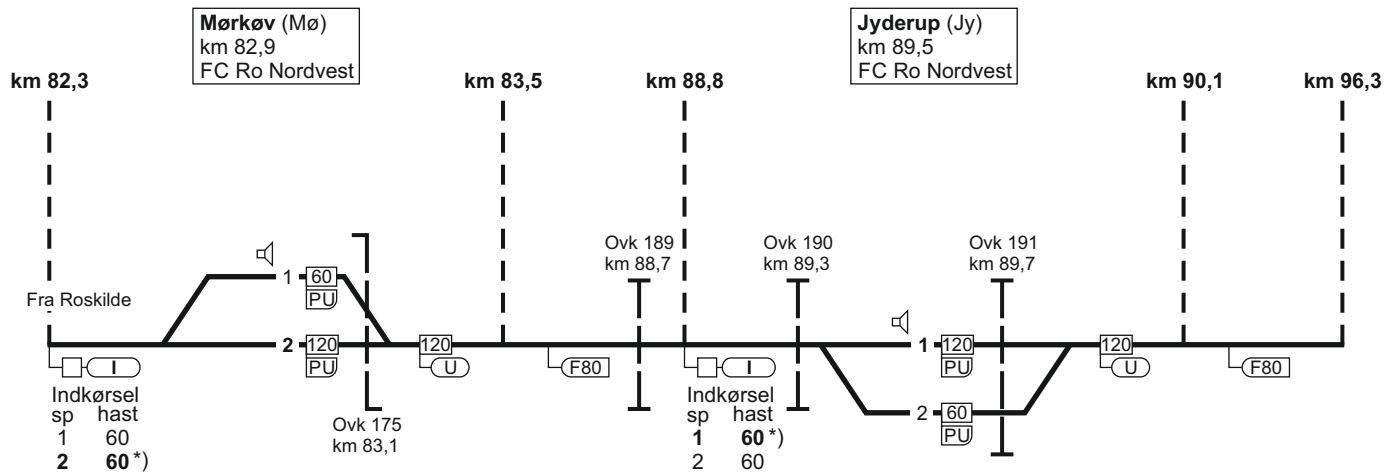 Mørkøv (Mø)
km 82,9
FC Ro Nordvest
Jyderup (Jy)
km 89,5
FC Ro Nordvest
km 82,3
km 83,5
km 88,8
km 90,1
km 96,3
Ovk 189
km 88,7
Ovk 190
km 89,3
Ovk 191
km 89,7
Fra Roskilde
1 60
PU
2 120
PU
120
U
F80
1 120
PU
120
U
F80
2 60
PU
I
Indkørsel
sp hast
1 60
2 60 *)
Ovk 175
km 83,1
I
Indkørsel
sp hast
1 60 *)
2 60